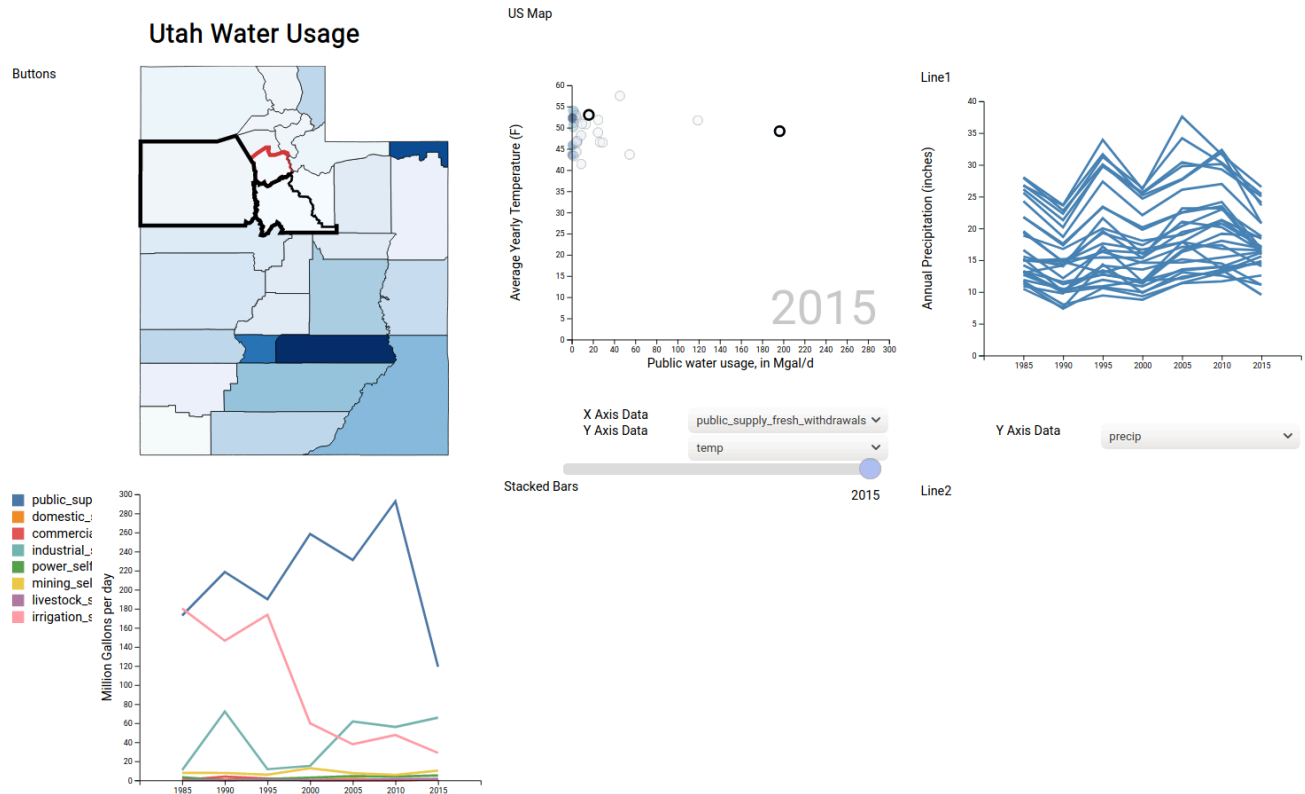 Utah Water Usage
Buttons
US Map
Average Yearly Temperature (F)
60
55
50
45
40
35
30
25
20
15
10
5
0
2015
0 20 40 60 80 100 120 140 160 180 200 220 240 260 280 300
Public water usage, in Mgal/d
X Axis Data
public_supply_fresh_withdrawals
Y Axis Data
temp
2015
Line1
Annual Precipitation (inches)
40
35
30
25
20
15
10
5
0
1985 1990 1995 2000 2005 2010 2015
Y Axis Data
precip
public_sup
domestic_s
commercia
industrial_s
power_self
mining_sel
livestock_s
irrigation_s
Million Gallons per day
300
280
260
240
220
200
180
160
140
120
100
80
60
40
20
0
1985 1990 1995 2000 2005 2010 2015
Stacked Bars
Line2